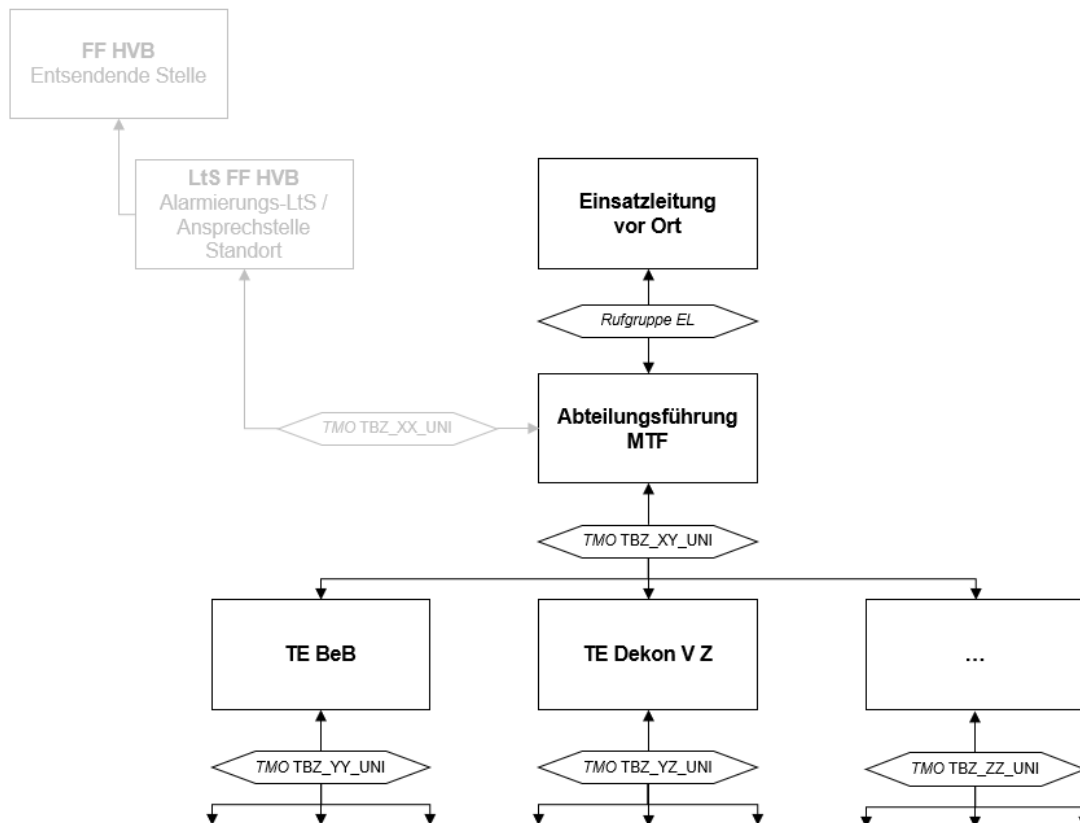 FF HVB
Entsendende Stelle
LtS FF HVB
Alarmierungs-LtS /
Ansprechstelle
Standort
Einsatzleitung
vor Ort
Rufgruppe EL
Abteilungsführung
MTF
TMO TBZ_XX_UNI
TMO TBZ_XY_UNI
TE BeB
TE Dekon V Z
...
TMO TBZ_YY_UNI
TMO TBZ_YZ_UNI
TMO TBZ_ZZ_UNI